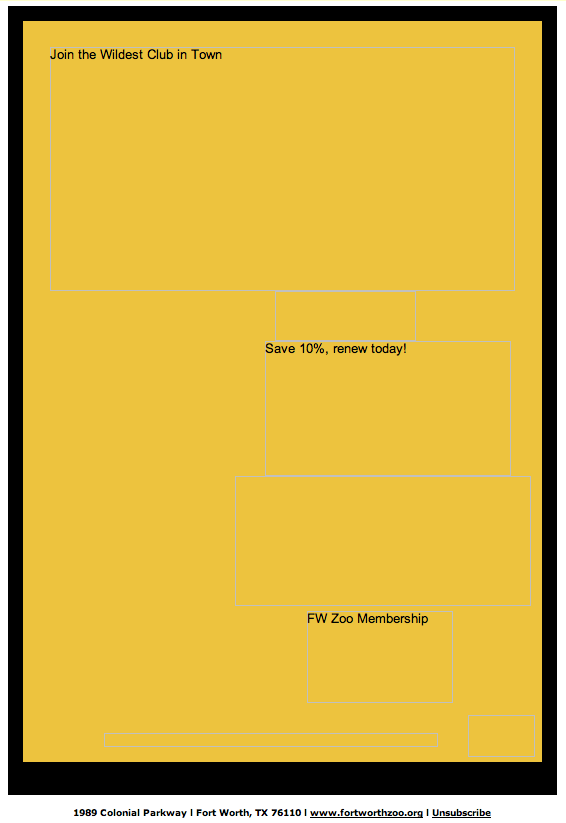 Join the Wildest Club in Town
Save 10%, renew today!
FW Zoo Membership
1989 Colonial Parkway | Fort Worth, TX 76110 | www.fortworthzoo.org | Unsubscribe